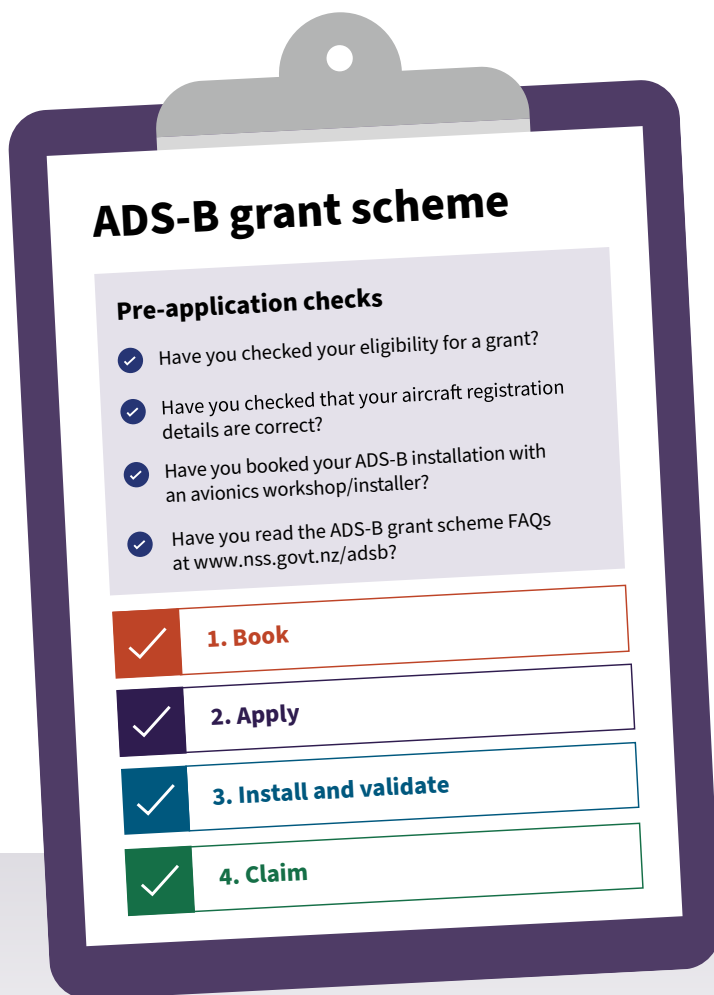 ADS-B grant scheme
Pre-application checks
Have you checked your eligibility for a grant?
Have you checked that your aircraft registration
details are correct?
Have you booked your ADS-B installation with
an avionics workshop/installer?
Have you read the ADS-B grant scheme FAQs
at www.nss.govt.nz/adsb?
1. Book
2. Apply
3. Install and validate
4. Claim